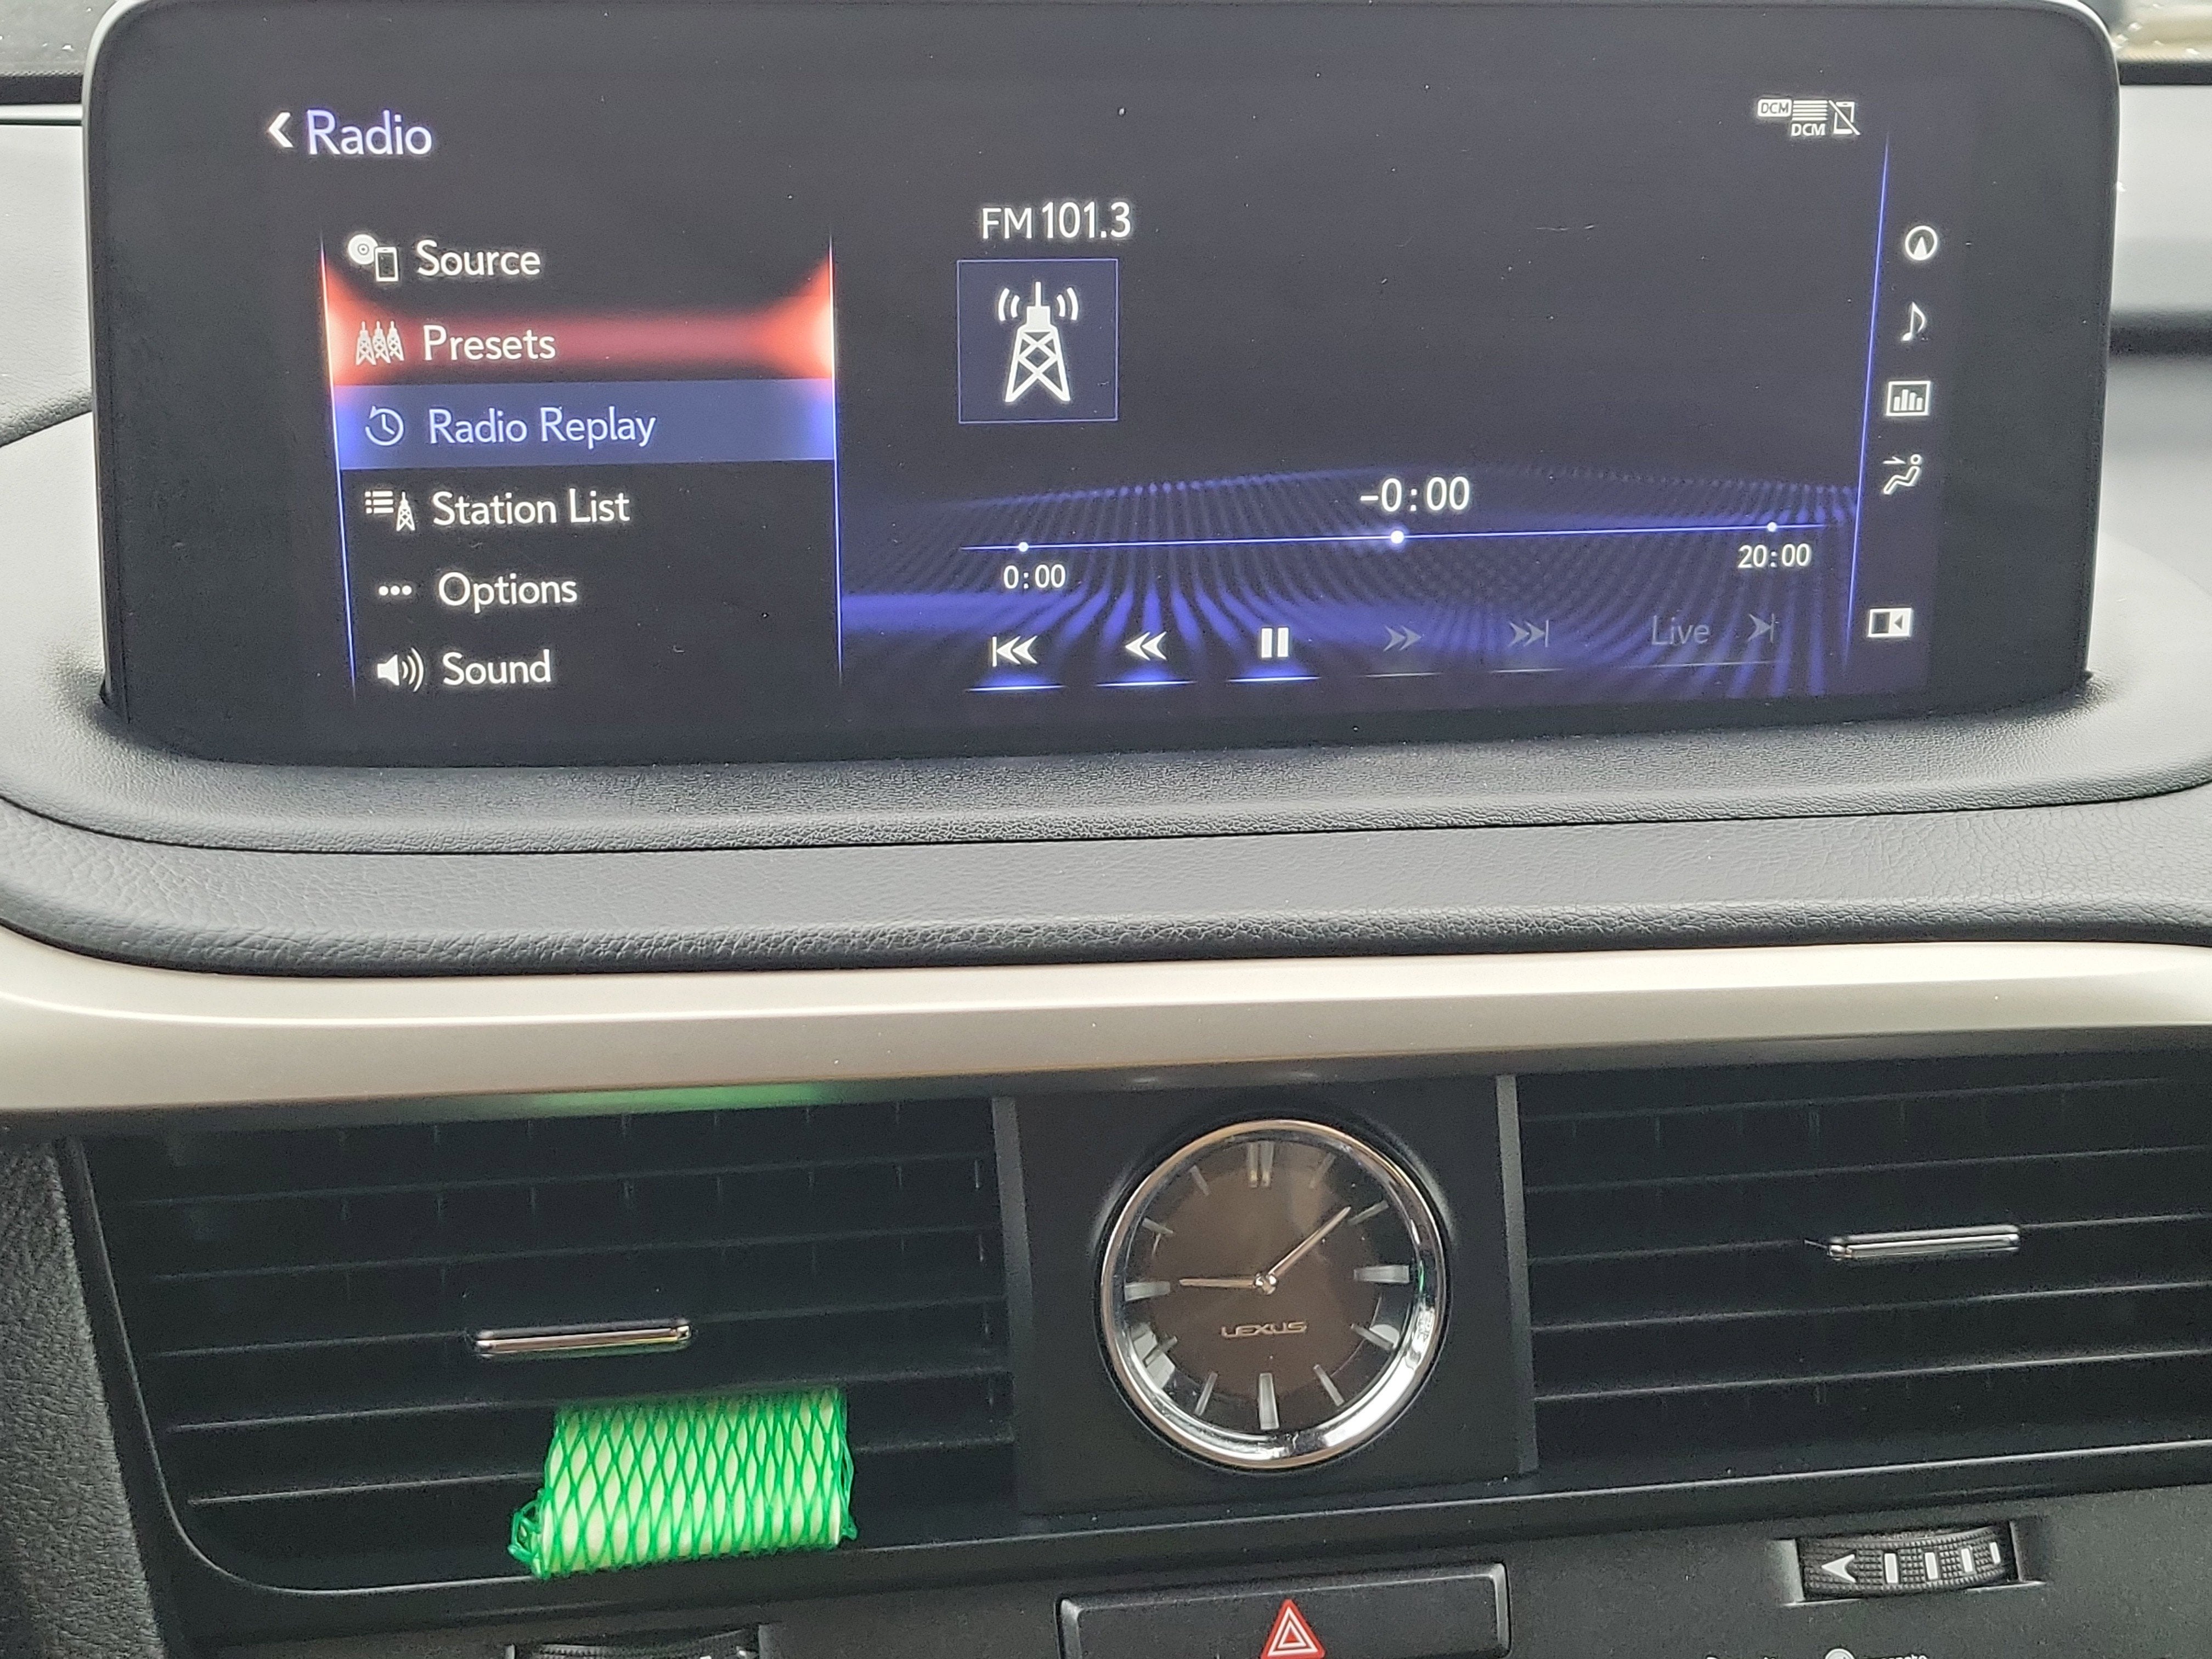 Radio
DCM
DCM
Source
Presets
Radio Replay
Station List
Options
Sound
FM 101.3
-0:00
0:00
20:00
Live
LEXUS